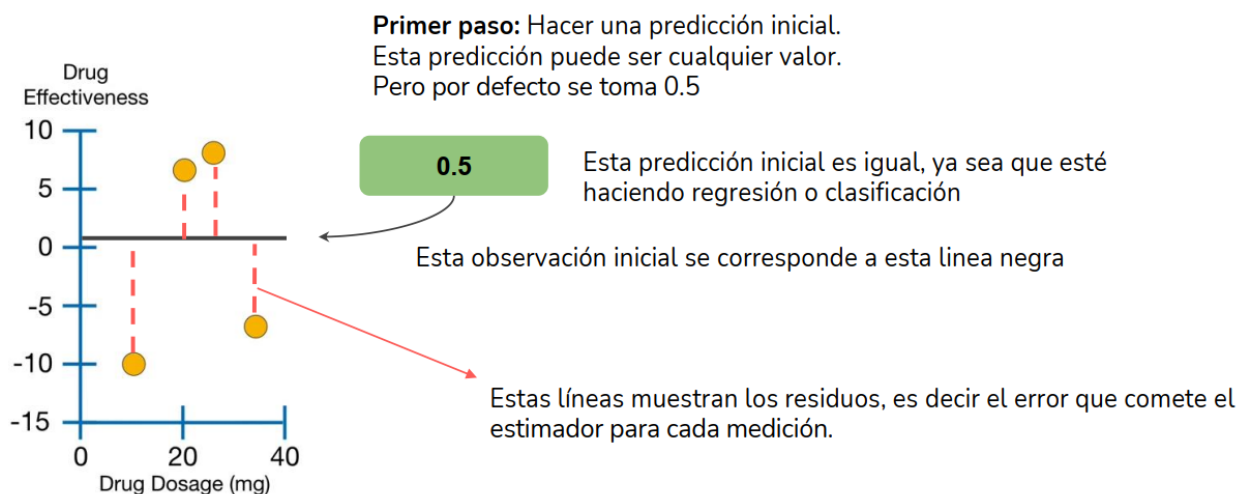 Primer paso: Hacer una predicción inicial.
Esta predicción puede ser cualquier valor.
Pero por defecto se toma 0.5
Drug
Effectiveness
10
5
0
-5
-10
-15
0 20 40
Drug Dosage (mg)
0.5
Esta predicción inicial es igual, ya sea que esté
haciendo regresión o clasificación
Esta observación inicial se corresponde a esta linea negra
Estas líneas muestran los residuos, es decir el error que comete el
estimador para cada medición.